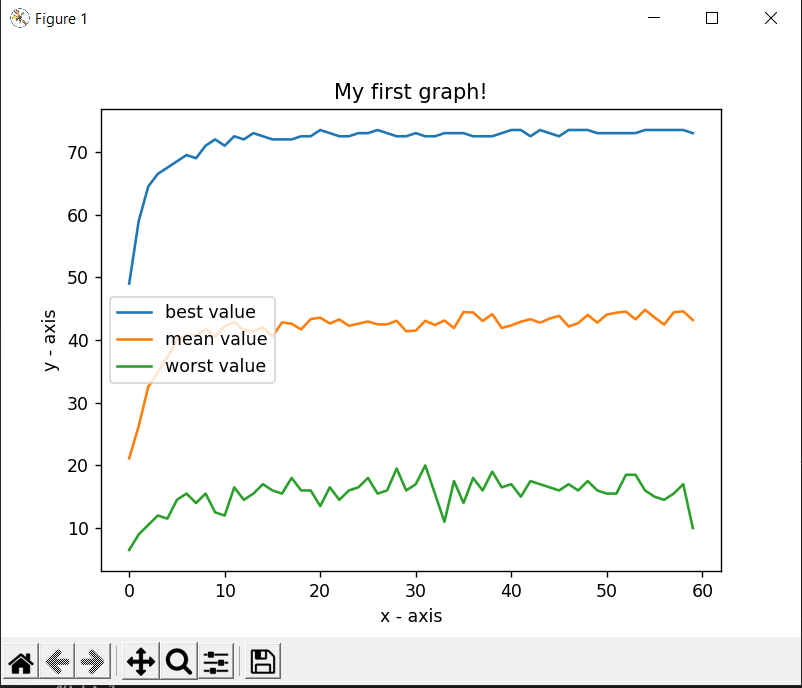 Figure 1
My first graph!
70
60
50
40
30
20
10
y - axis
best value
mean value
worst value
0 10 20 30 40 50 60
x - axis